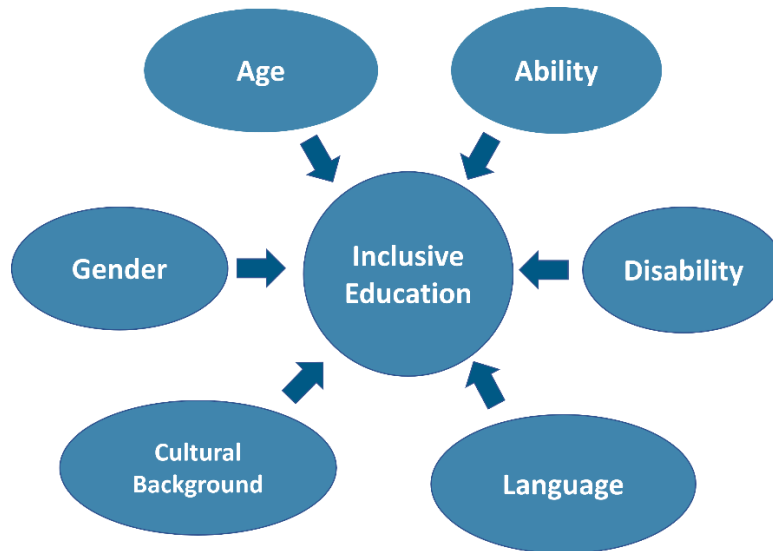 Age
Ability
Gender
Inclusive
Education
Disability
Cultural
Background
Language